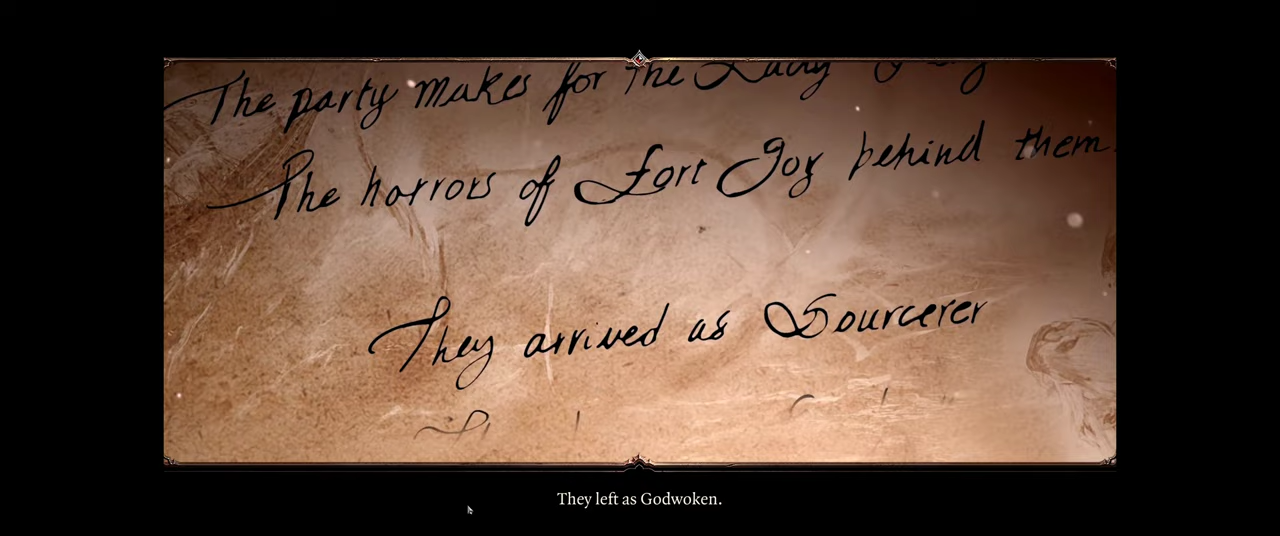 The party makes for the Lady
The horrors of Fort Joy behind them.
They arrived as Sourcerer
They left as Godwoken.